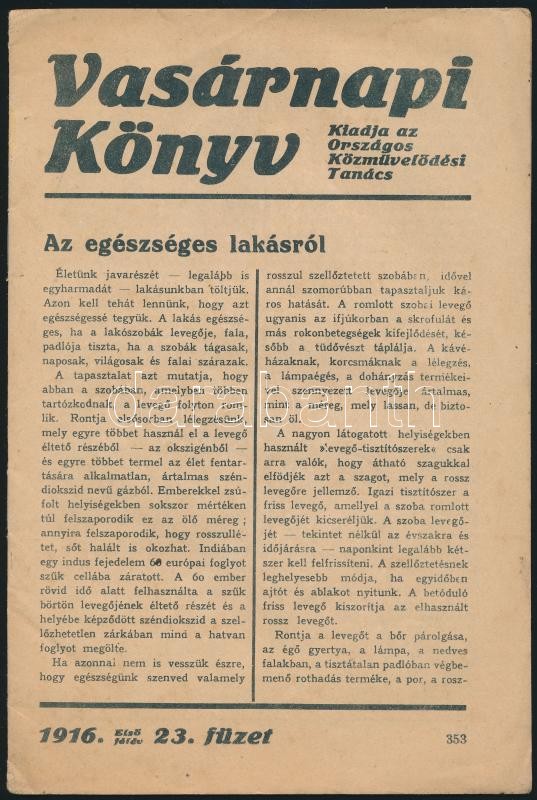 Vasárnapi
Könyv
Kiadja az
Országos
Közmüvelödési
Tanács
Az egészséges lakásról
Életünk javarészét — legalább is
egyharmadát — lakásunkban töltjük.
Azon kell tehát lennünk, hogy azt
egészségessé tegyük. A lakás egészsé-
ges, ha a lakószobák levegője, fala,
padlója tiszta, ha a szobák tágasak,
naposak, világosak és falai szárazak.
A tapasztalat azt mutatja, hogy
abban a szobában, amelyben többen
tartózkodnak, a levegő folyton rom-
lik. Rontja elsősorban lélegzésünk,
mely egyre többet használ el a levegő
éltető részéből — az okszigénből —
és egyre többet termel az élet fentar-
tására alkalmatlan, ártalmas szén-
diokszid nevű gázból. Emberekkel zsú-
folt helyiségekben sokszor mértéken
túl felszaporodik ez az ölő méreg;
annyira felszaporodik, hogy rosszullé-
tet, sőt halált is okozhat. Indiában
egy indus fejedelem 60 európai foglyot
szűk cellába záratott. A 60 ember
rövid idő alatt felhasználta a szűk
börtön levegőjének éltető részét és a
helyébe képződött széndiokszid a szel-
lőzhetetlen zárkában mind a hatvan
foglyot megölte.
Ha azonnal nem is vesszük észre,
hogy egészségünk szenved valamely
rosszul szellőztetett szobában, idővel
annál szomorúbban tapasztaljuk ká-
ros hatását. A romlott szobai levegő
ugyanis az ifjúkorban a skrofulát és
más rokonbetegségek kifejlődését, ké-
sőbb a tüdővészt táplálja. A kávé-
házaknak, korcsmáknak a lélegzés,
a lámpaégés, a dohányzás termékei-
vel szennyezett levegője ártalmas,
mint a méreg, mely lassan, de bizto-
san öl.
A nagyon látogatott helyiségekben
használt »levegő-tisztítószerek« csak
arra valók, hogy átható szagukkal
elfödjék azt a szagot, mely a rossz
levegőre jellemző. Igazi tisztítószer a
friss levegő, amellyel a szoba romlott
levegőjét kicseréljük. A szoba levegő-
jét — tekintet nélkül az évszakra és
időjárásra — naponkint legalább két-
szer kell felfrissíteni. A szellőztetésnek
leghelyesebb módja, ha egyidőben
ajtót és ablakot nyitunk. A betóduló
friss levegő kiszorítja az elhasznált
rossz levegőt.
Rontja a levegőt a bőr párolgása,
az égő gyertya, a lámpa, a nedves
falakban, a tisztátalan padlóban végbe-
menő rothadás terméke, a por, a rosz-
darabanth.com
1916. Első
félév 23. füzet
353